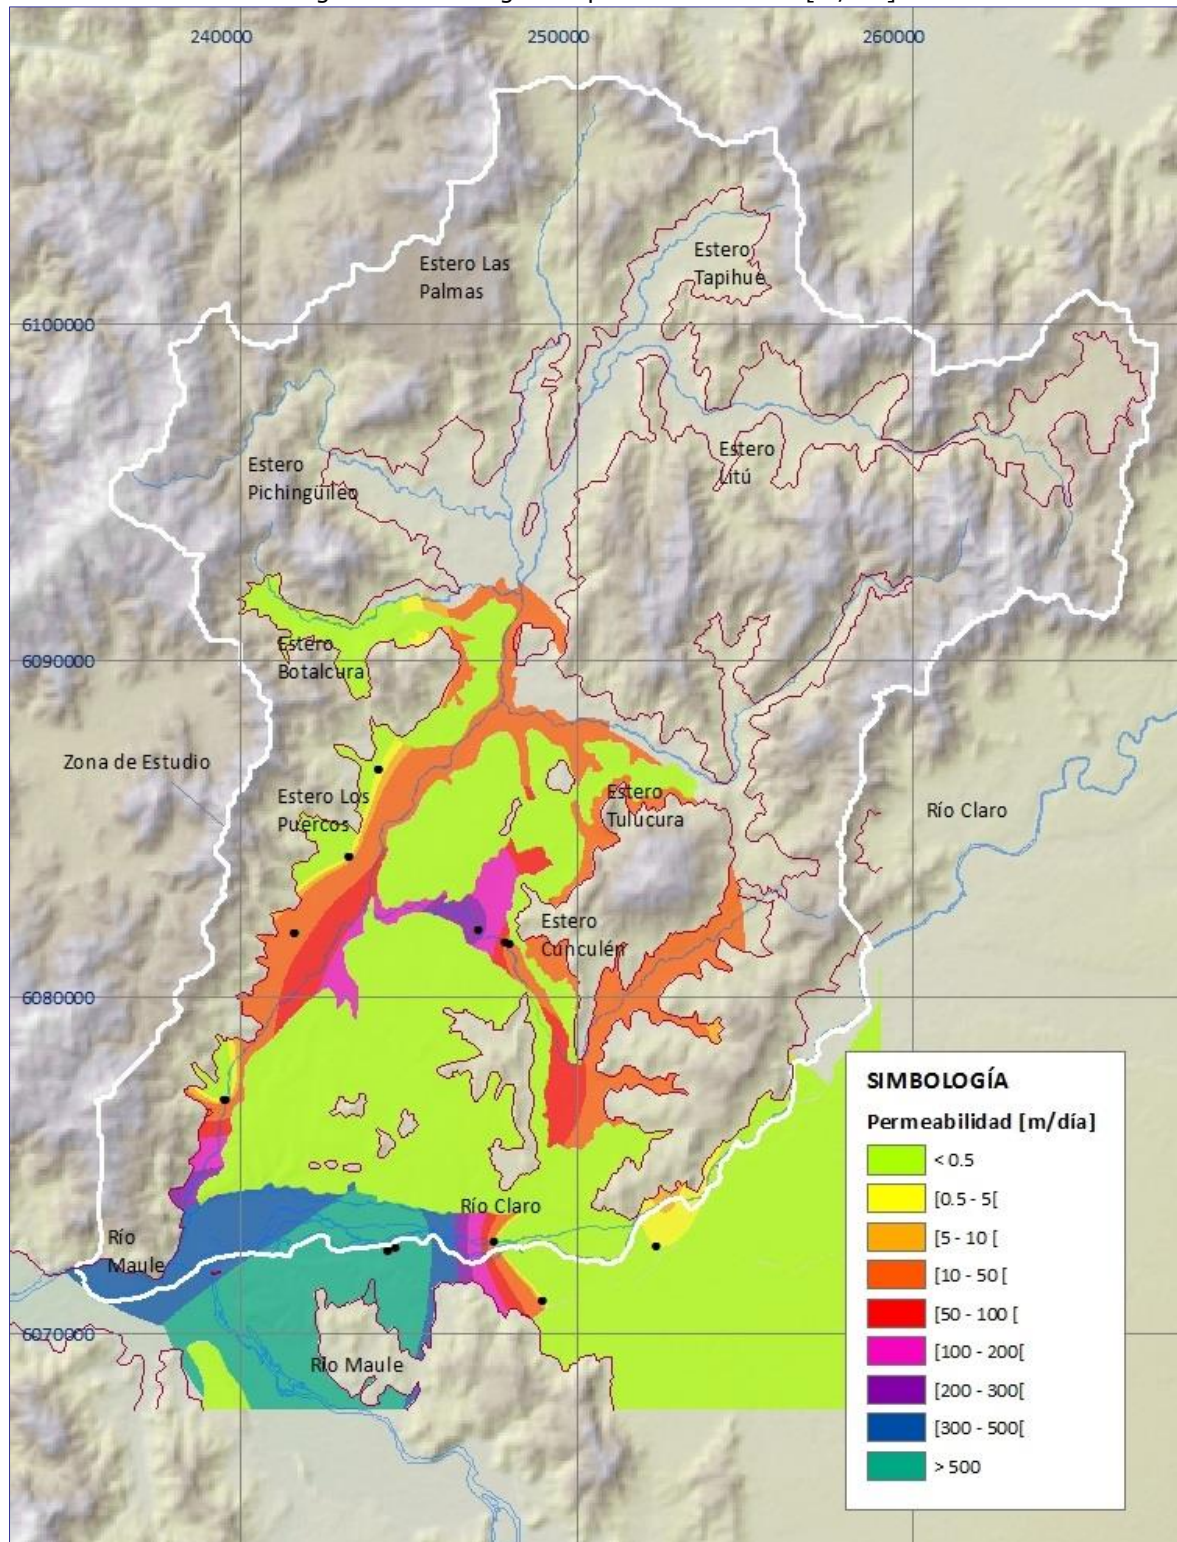 240000
250000
260000
Estero
Tapihue
Estero Las
Palmas
6100000
Estero
Litú
Estero
Pichingüileo
6090000
Estero
Botalcura
Zona de Estudio
Estero Los
Puercos
Estero
Tulucura
Río Claro
Estero
Cunculén
6080000
SIMBOLOGÍA
Permeabilidad [m/día]
< 0.5
[0.5 - 5[
[5 - 10 [
[10 - 50 [
[50 - 100 [
[100 - 200[
[200 - 300[
[300 - 500[
> 500
Río Claro
Río
Maule
6070000
Río Maule